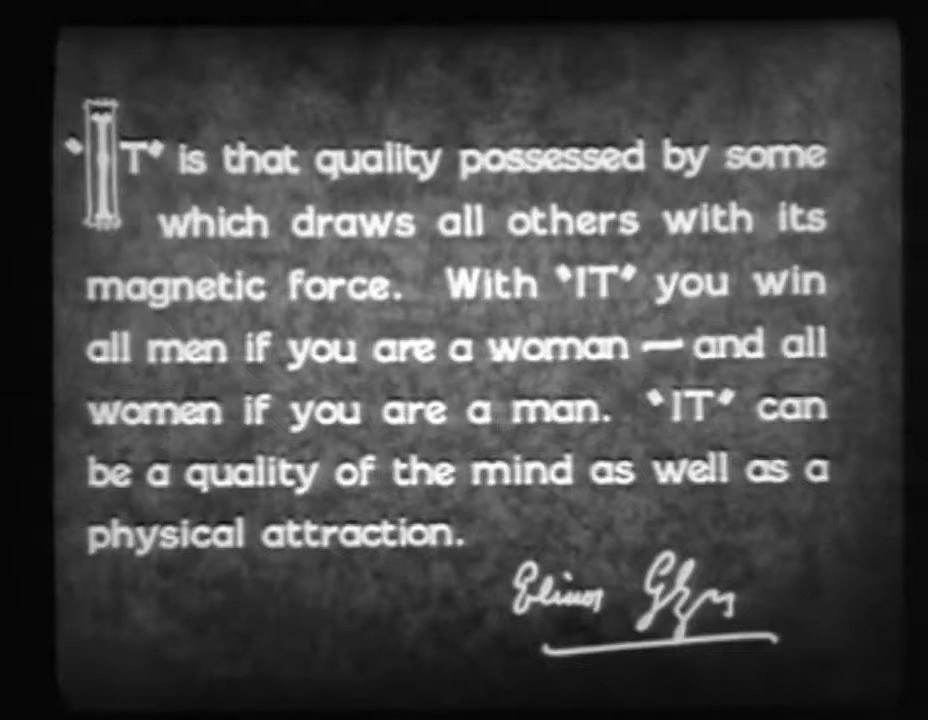 "IT" is that quality possessed by some
which draws all others with its
magnetic force. With "IT" you win
all men if you are a woman — and all
women if you are a man. "IT" can
be a quality of the mind as well as a
physical attraction.
Elinor Glyn